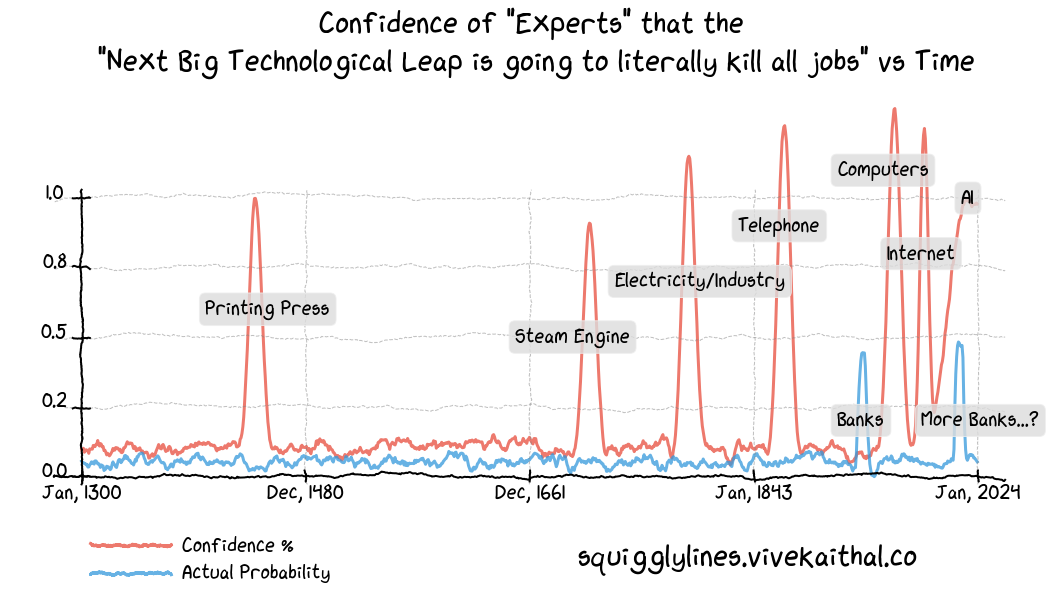 Confidence of "Experts" that the
"Next Big Technological Leap is going to literally kill all jobs" vs Time
Computers
1.0
AI
Telephone
Internet
0.8
Electricity/Industry
Printing Press
0.5
Steam Engine
0.2
Banks
More Banks...?
0.0
Jan, 1300
Dec, 1480
Dec, 1661
Jan, 1843
Jan, 2024
Confidence %
Actual Probability
squigglylines.vivekaithal.co